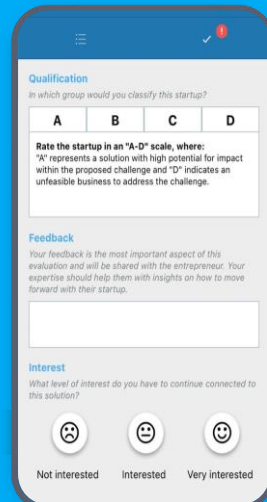 !
Qualification
In which group would you classify this startup?
A B C D
Rate the startup in an "A-D" scale, where:
"A" represents a solution with high potential for impact
within the proposed challenge and "D" indicates an
unfeasible business to address the challenge.
Feedback
Your feedback is the most important aspect of this
evaluation and will be shared with the entrepreneur. Your
expertise should help them with insights on how to move
forward with their startup.
Interest
What level of interest do you have to continue connected to
this solution?
Not interested Interested Very interested